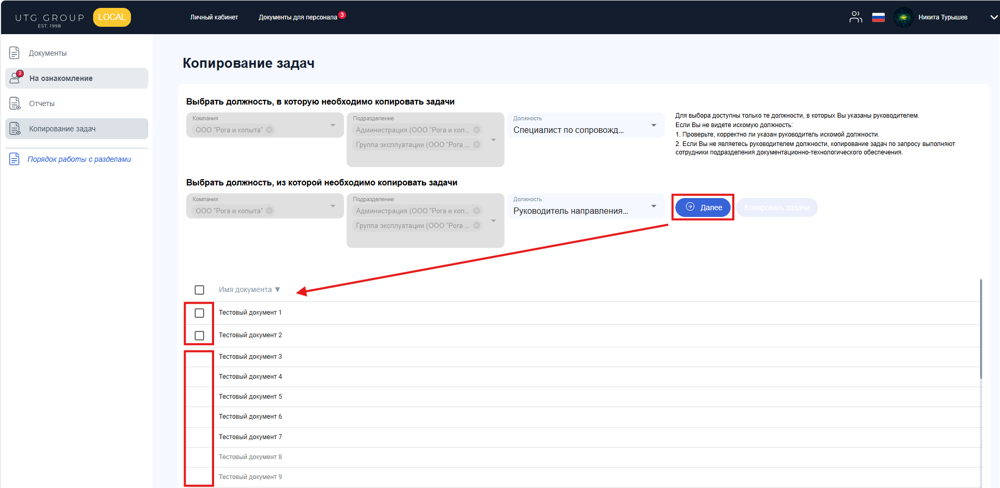 UTG GROUP
EST. 1998
LOCAL
Личный кабинет
Документы для персонала
3
Никита Турышев
Документы
3
На ознакомление
Отчеты
Копирование задач
Порядок работы с разделами
Копирование задач
Выбрать должность, в которую необходимо копировать задачи
Компания
ООО "Рога и копыта"
Подразделение
Администрация (ООО "Рога и коп...
Группа эксплуатации (ООО "Рога ...
Должность
Специалист по сопровожд...
Для выбора доступны только те должности, в которых Вы указаны руководителем.
Если Вы не видете искомую должность:
1. Проверьте, корректно ли указан руководитель искомой должности.
2. Если Вы не являетесь руководителем должности, копирование задач по запросу выполняют
сотрудники подразделения документационно-технологического обеспечения.
Выбрать должность, из которой необходимо копировать задачи
Компания
ООО "Рога и копыта"
Подразделение
Администрация (ООО "Рога и коп...
Группа эксплуатации (ООО "Рога ...
Должность
Руководитель направления...
Далее
Копировать задачи
Имя документа ▼
Тестовый документ 1
Тестовый документ 2
Тестовый документ 3
Тестовый документ 4
Тестовый документ 5
Тестовый документ 6
Тестовый документ 7
Тестовый документ 8
Тестовый документ 9